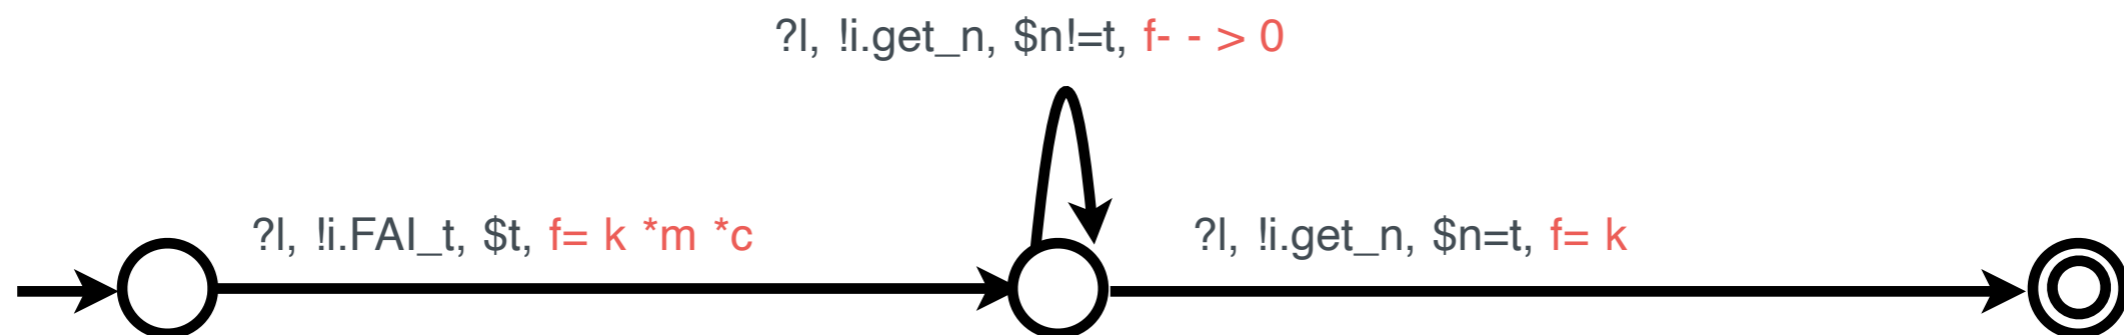 ?l, !i.get_n, $n!=t, f- - > 0
?l, !i.FAI_t, $t, f= k *m *c
?l, !i.get_n, $n=t, f= k